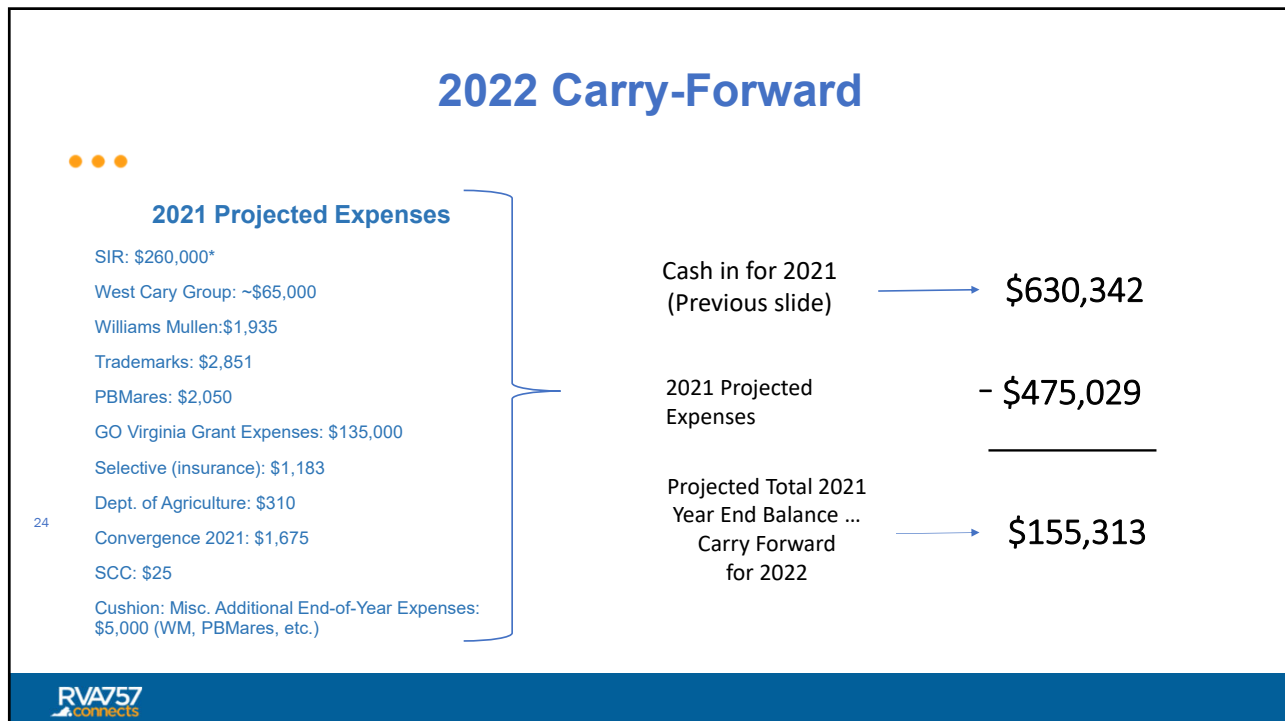 2022 Carry-Forward
2021 Projected Expenses
SIR: $260,000*
West Cary Group: ~$65,000
Williams Mullen:$1,935
Trademarks: $2,851
PBMares: $2,050
GO Virginia Grant Expenses: $135,000
Selective (insurance): $1,183
Dept. of Agriculture: $310
Convergence 2021: $1,675
SCC: $25
Cushion: Misc. Additional End-of-Year Expenses:
$5,000 (WM, PBMares, etc.)
Cash in for 2021
(Previous slide)
$630,342
2021 Projected
Expenses
- $475,029
Projected Total 2021
Year End Balance ...
Carry Forward
for 2022
$155,313
24
RVA757
connects